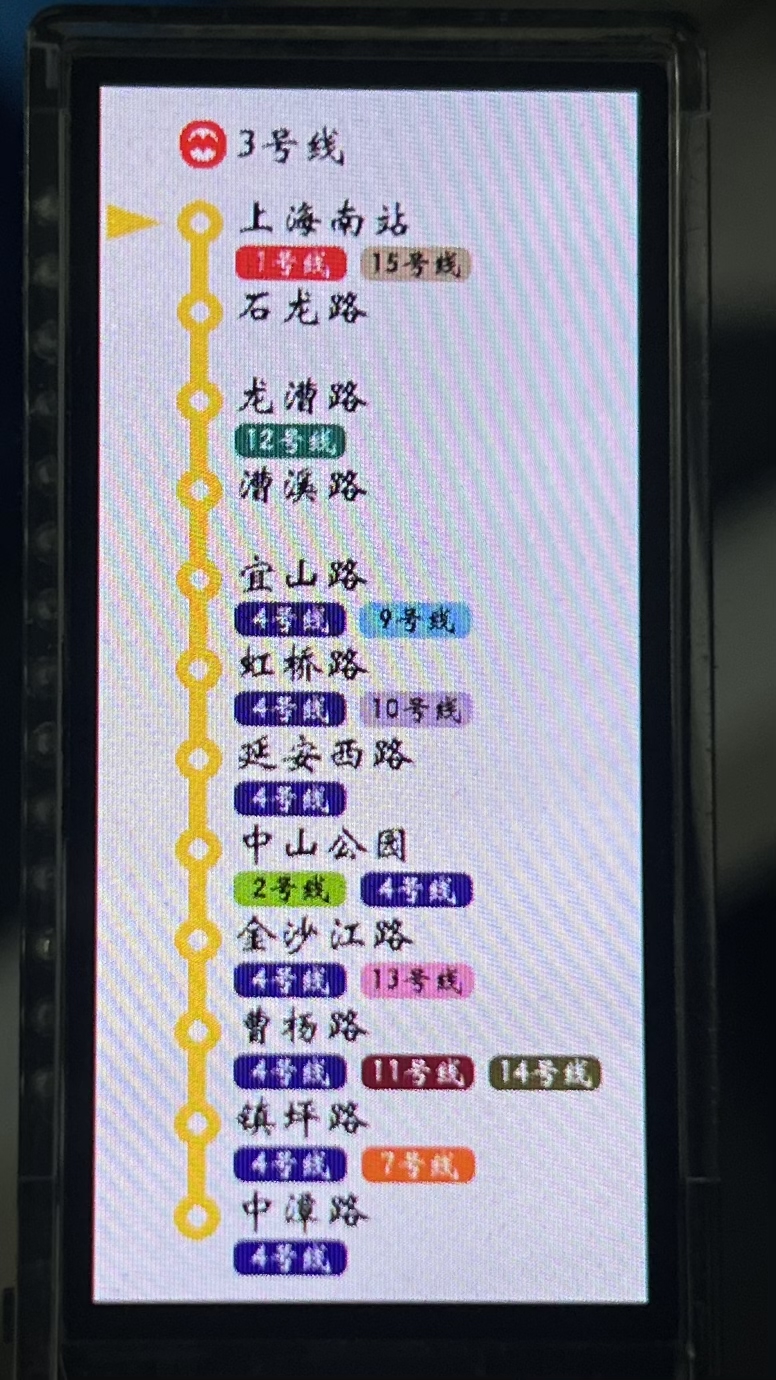 3号线
上海南站
1号线 15号线
石龙路
龙漕路
12号线
漕溪路
宜山路
4号线 9号线
虹桥路
4号线 10号线
延安西路
4号线
中山公园
2号线 4号线
金沙江路
4号线 13号线
曹杨路
4号线 11号线 14号线
镇坪路
4号线 7号线
中潭路
4号线